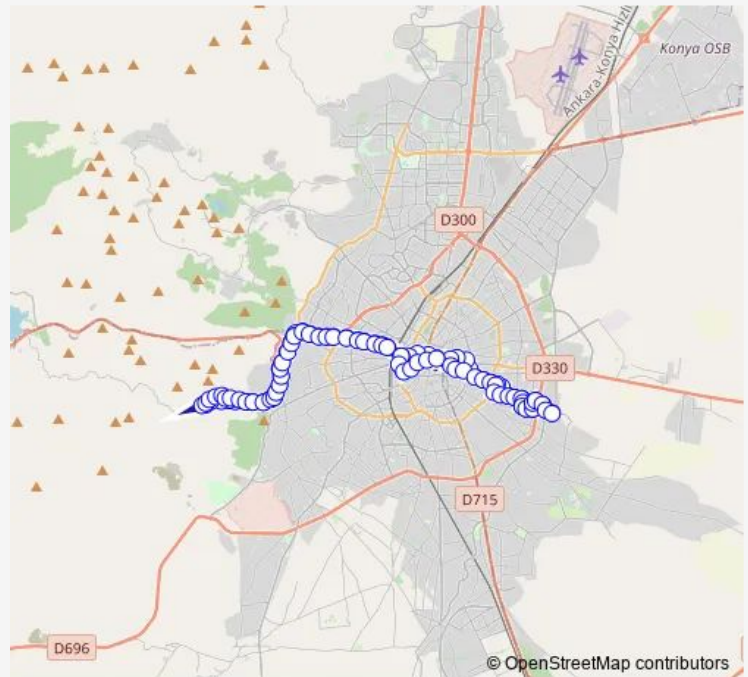 Konya OSB
Ankara-Konya Hızlı
D300
D330
D715
D696
© OpenStreetMap contributors